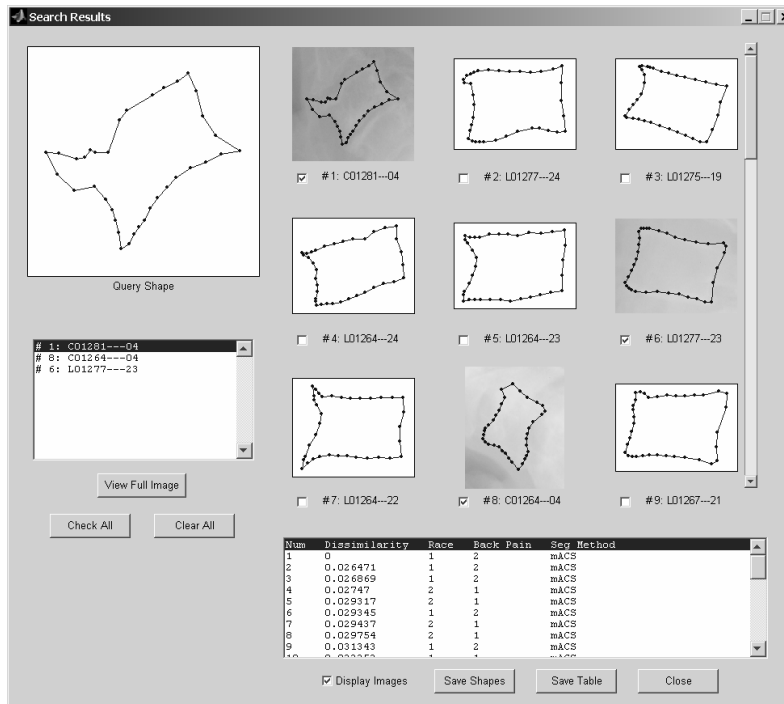 Search Results
Query Shape
#1: C01281---04
#2: L01277---24
#3: L01275---19
#4: L01264---24
#5: L01264---23
#6: L01277---23
#7: L01264---22
#8: C01264---04
#9: L01267---21
# 1: C01281---04
# 8: C01264---04
# 6: L01277---23
View Full Image
Check All Clear All
Num Dissimilarity Race Back Pain Seg Method
1 0 1 2 mACS
2 0.026471 1 2 mACS
3 0.026869 1 2 mACS
4 0.02747 2 1 mACS
5 0.029317 2 1 mACS
6 0.029345 1 2 mACS
7 0.029437 2 1 mACS
8 0.029754 2 1 mACS
9 0.031343 1 2 mACS
Display Images Save Shapes Save Table Close